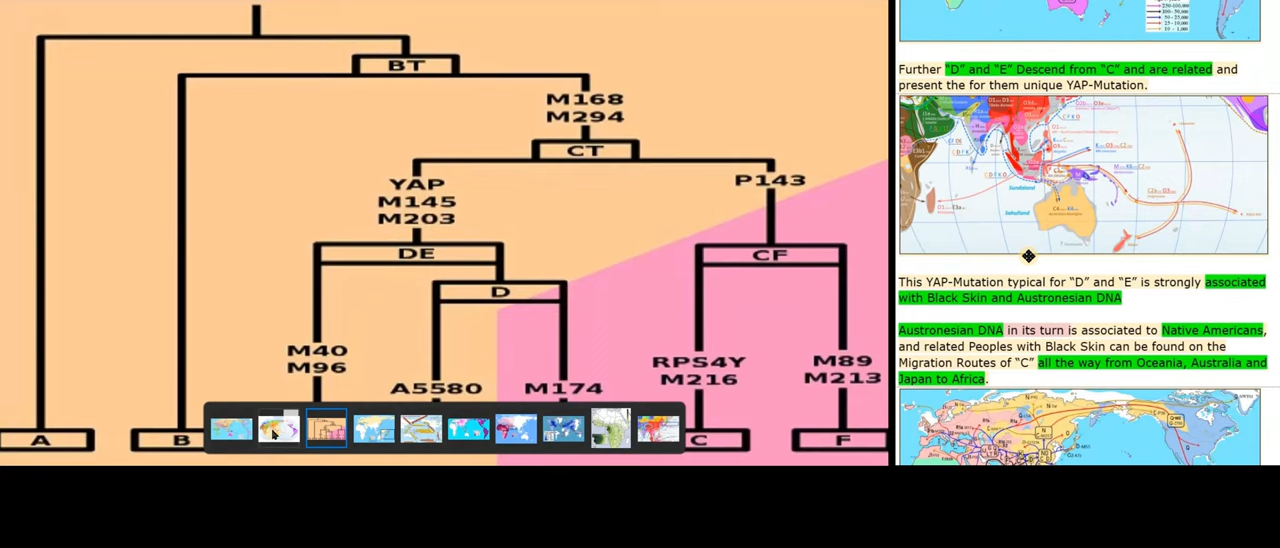 BT
M168
M294
CT
YAP
M145
M203
P143
DE
CF
D
M40
M96
A5580
M174
RPS4Y
M216
M89
M213
A
B
C
F
Further “D” and “E” Descend from “C” and are related and
present the for them unique YAP-Mutation.
Sundaland
Sahulland
This YAP-Mutation typical for “D” and “E” is strongly associated
with Black Skin and Austronesian DNA
Austronesian DNA in its turn is associated to Native Americans,
and related Peoples with Black Skin can be found on the
Migration Routes of “C” all the way from Oceania, Australia and
Japan to Africa.